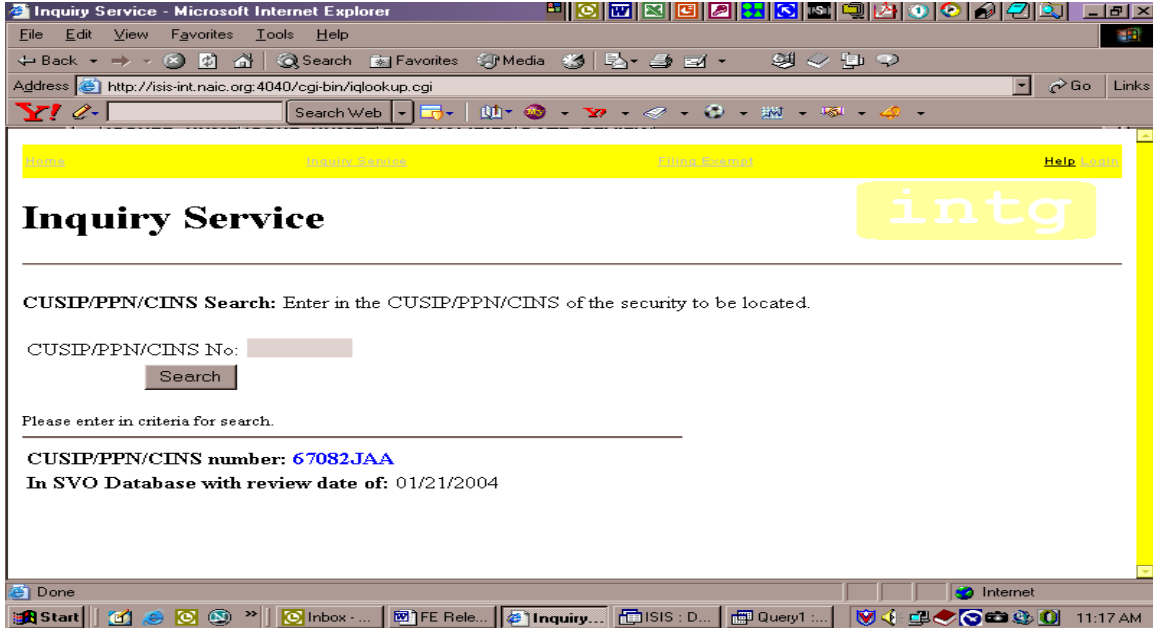 Inquiry Service - Microsoft Internet Explorer
File Edit View Favorites Tools Help
Back Search Favorites Media
Address http://isis-int.naic.org:4040/cgi-bin/iqlookup.cgi Go Links
Y! Search Web
Home Inquiry Service Filing Exempt Help Login
Inquiry Service
intg
CUSIP/PPN/CINS Search: Enter in the CUSIP/PPN/CINS of the security to be located.
CUSIP/PPN/CINS No:
Search
Please enter in criteria for search.
CUSIP/PPN/CINS number: 67082JAA
In SVO Database with review date of: 01/21/2004
Done Internet
Start Inbox - ... FE Rele... Inquiry... ISIS : D... Query1 :... 11:17 AM